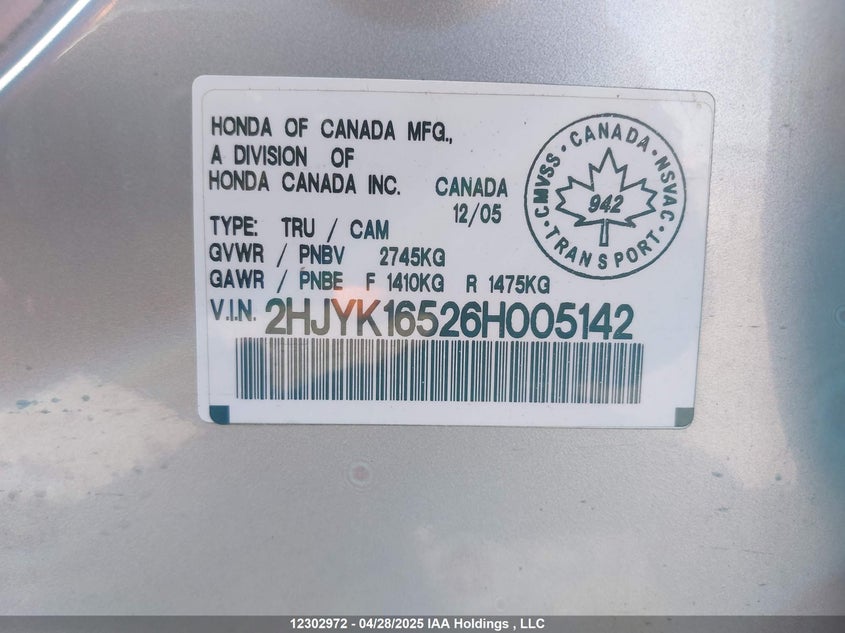 HONDA OF CANADA MFG.,
A DIVISION OF
HONDA CANADA INC. CANADA
12/05
TYPE: TRU / CAM
GVWR / PNBV 2745KG
GAWR / PNBE F 1410KG R 1475KG
V.I.N. 2HJYK16526H005142
CMVSS • CANADA • NSVAC
942
TRANSPORT
12302972 - 04/28/2025 IAA Holdings , LLC